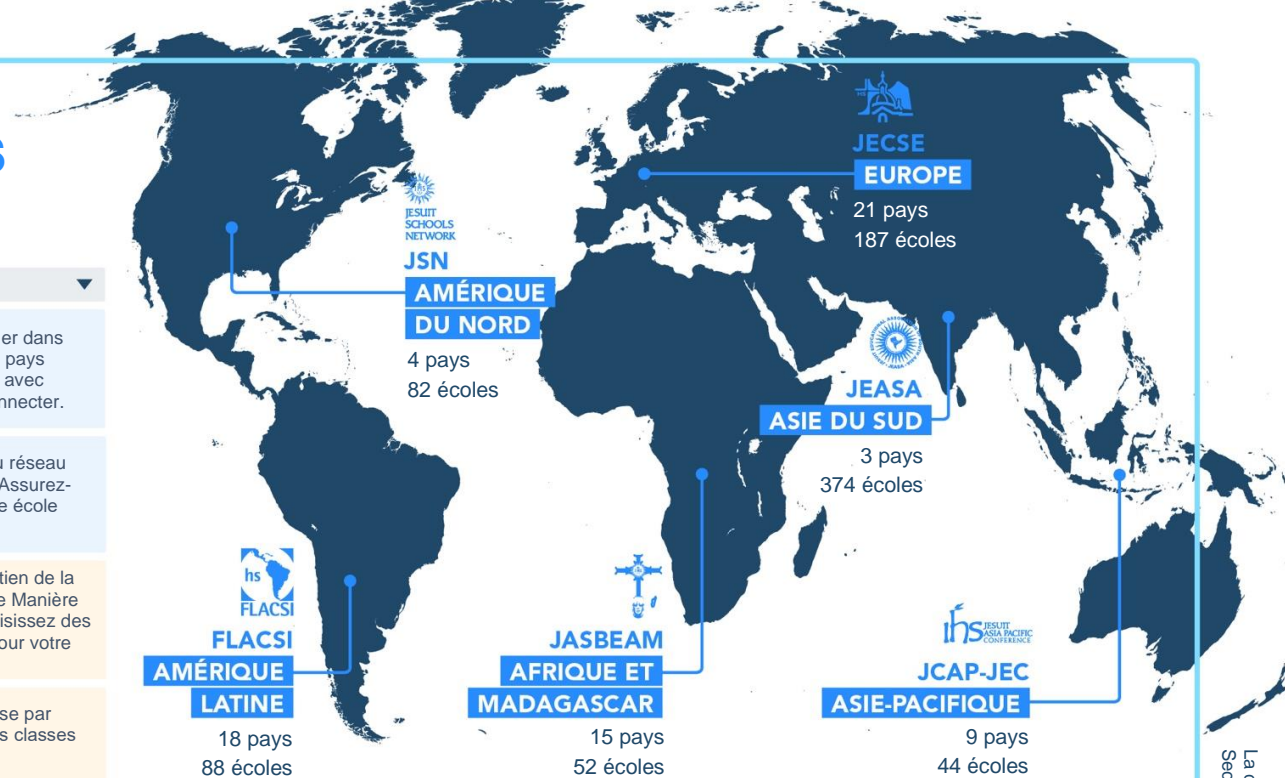 S
er dans
pays
avec
nnecter.
u réseau
Assurez-
e école
tien de la
e Manière
isissez des
our votre
se par
s classes
JESUIT
SCHOOLS
NETWORK
JSN
AMÉRIQUE
DU NORD
4 pays
82 écoles
JECSE
EUROPE
21 pays
187 écoles
JEASA
ASIE DU SUD
3 pays
374 écoles
hs
FLACSI
FLACSI
AMÉRIQUE
LATINE
18 pays
88 écoles
JASBEAM
AFRIQUE ET
MADAGASCAR
15 pays
52 écoles
ihs JESUIT
ASIA PACIFIC
CONFERENCE
JCAP-JEC
ASIE-PACIFIQUE
9 pays
44 écoles